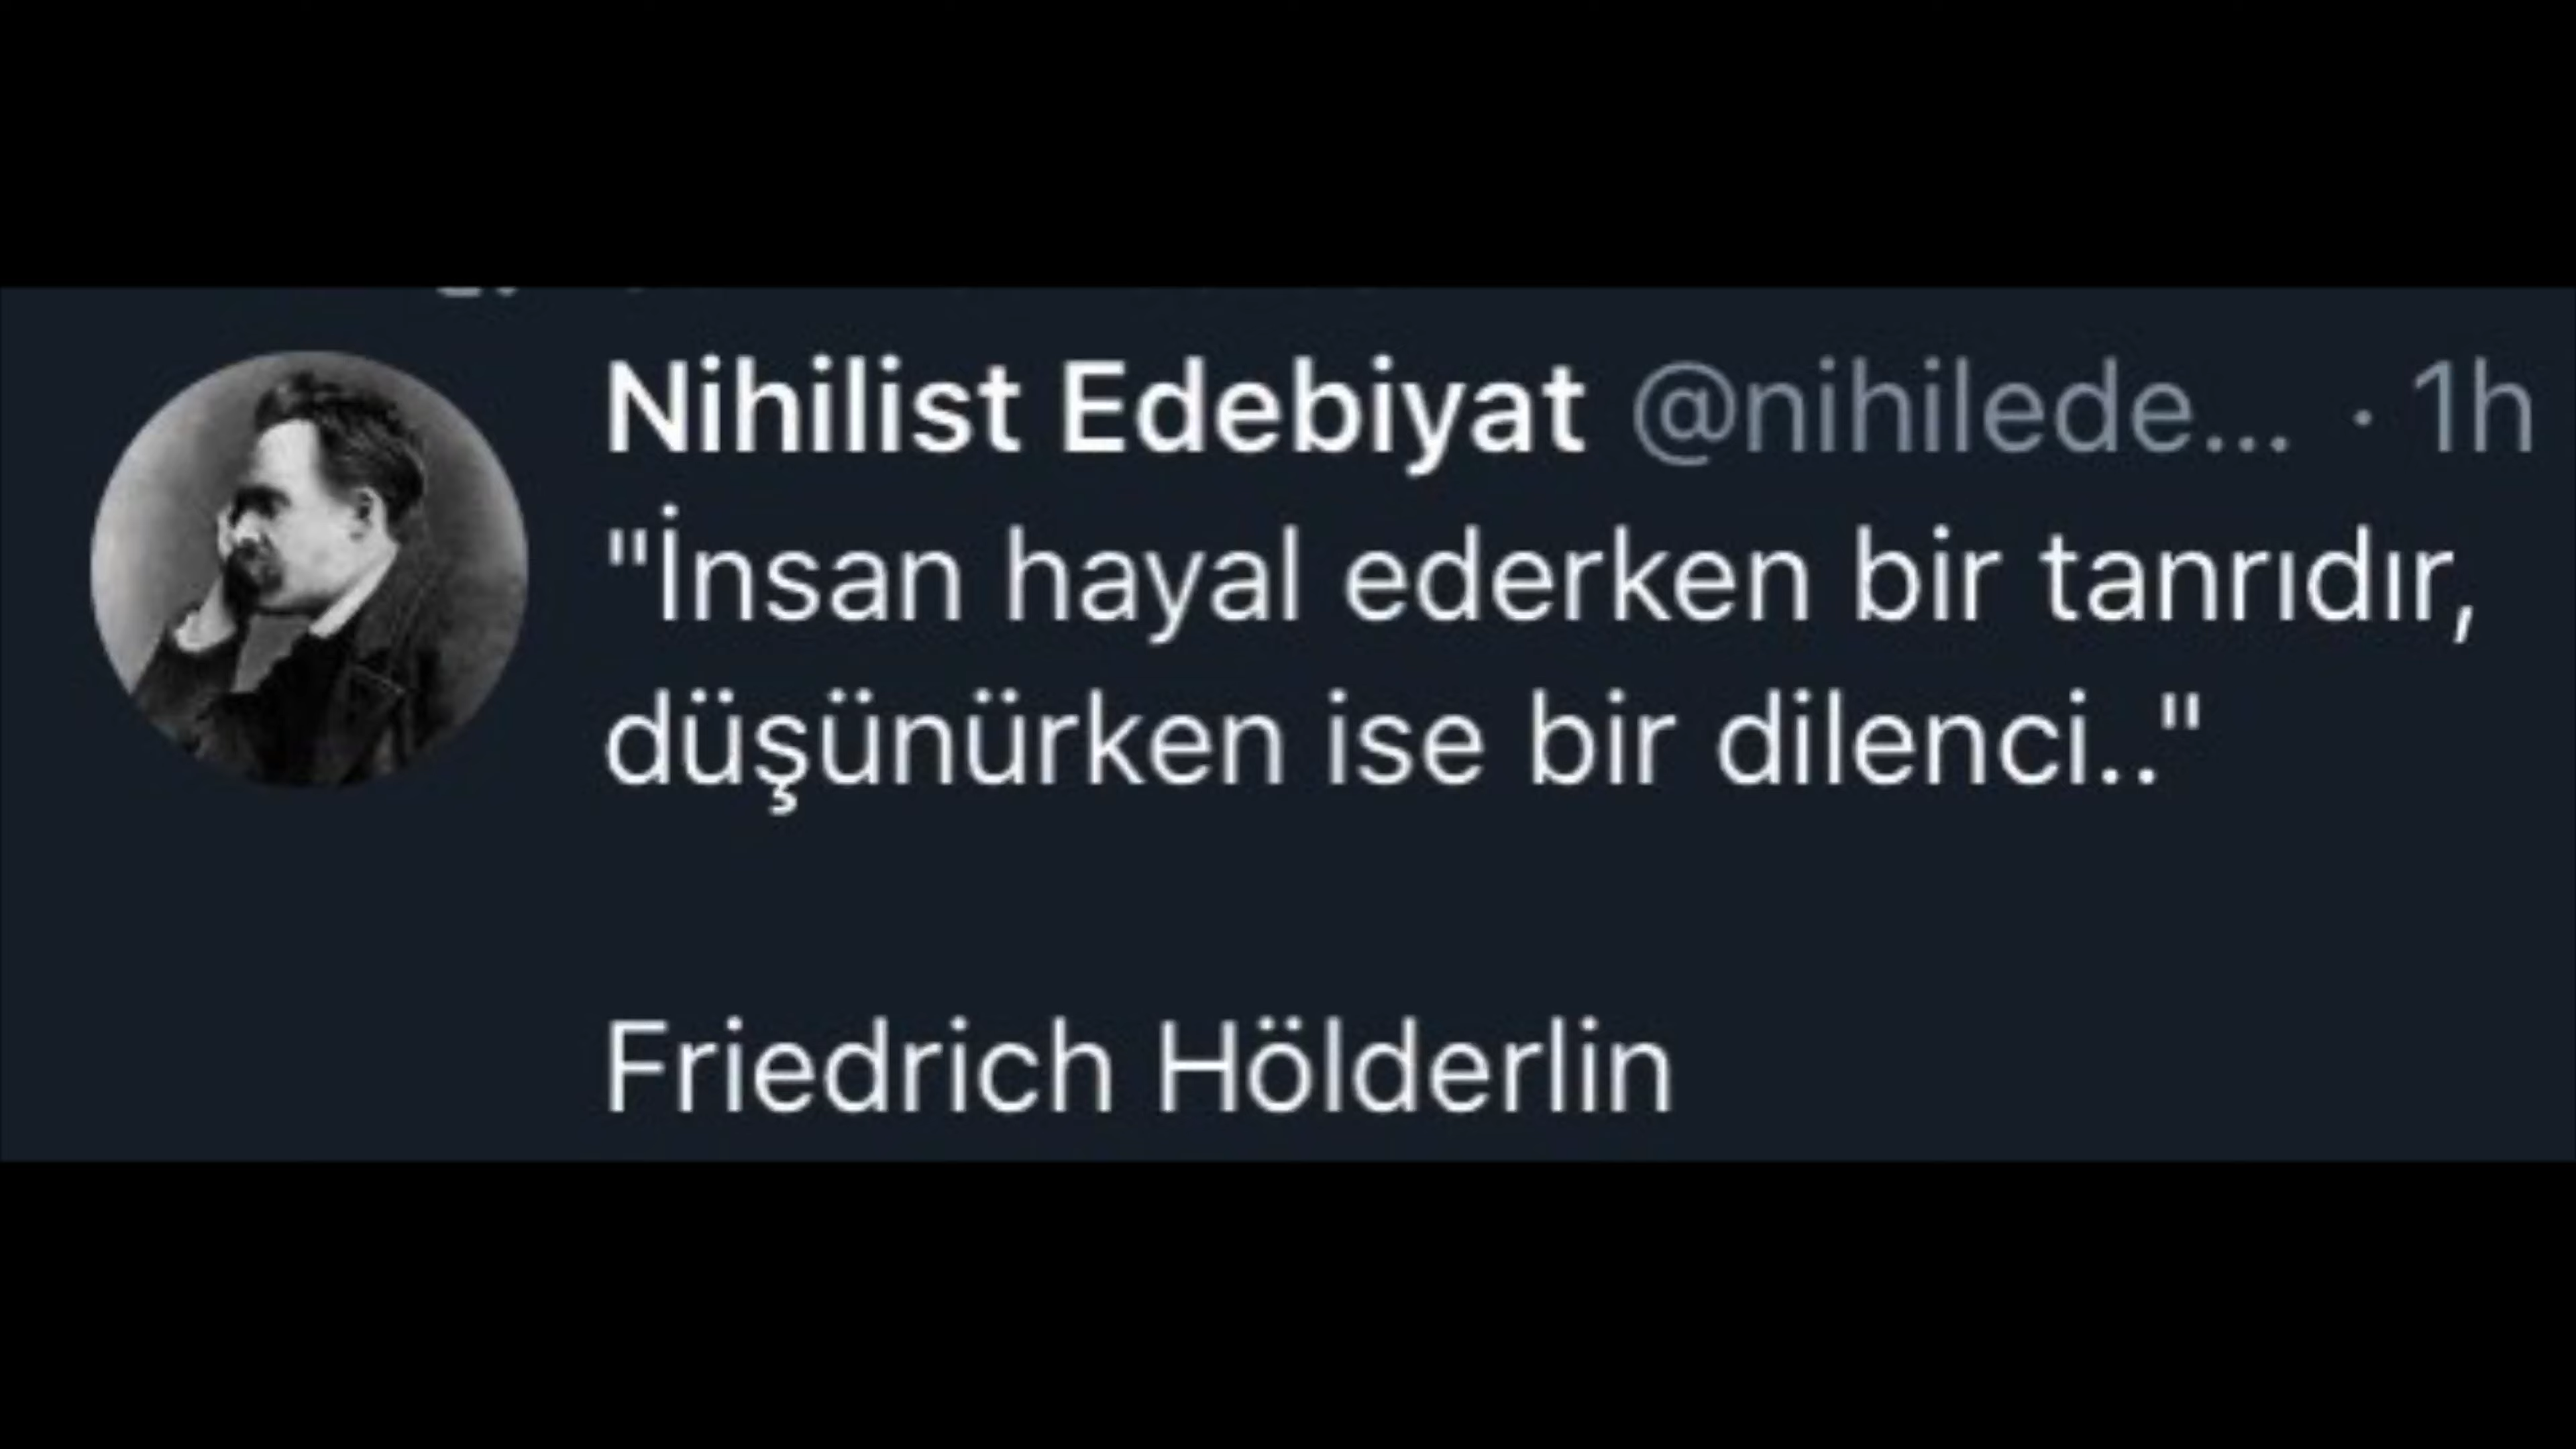 Nihilist Edebiyat @nihilede... · 1h
"İnsan hayal ederken bir tanrıdır,
düşünürken ise bir dilenci.."
Friedrich Hölderlin